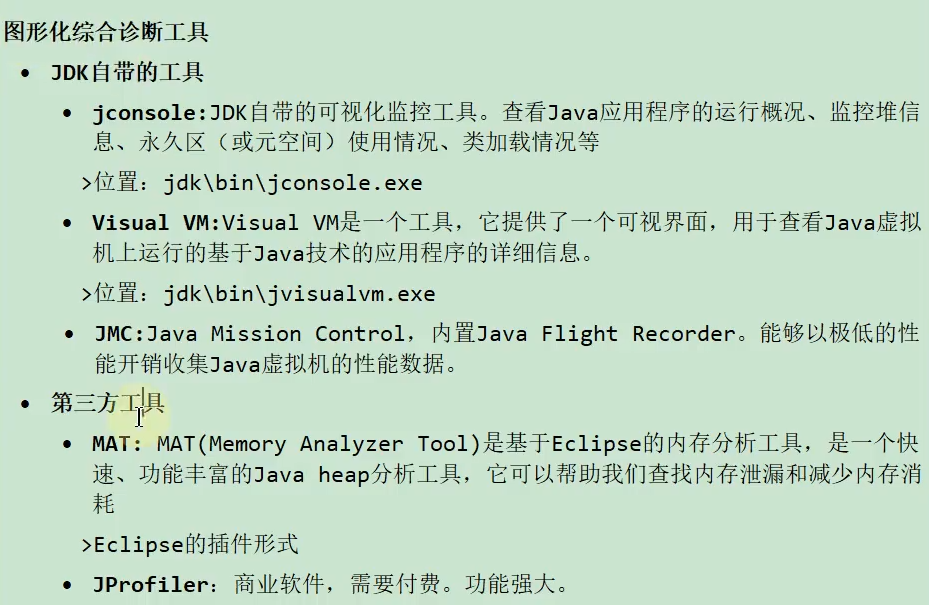 图形化综合诊断工具
• JDK自带的工具
• jconsole:JDK自带的可视化监控工具。查看Java应用程序的运行概况、监控堆信
息、永久区（或元空间）使用情况、类加载情况等
>位置：jdk\bin\jconsole.exe
• Visual VM:Visual VM是一个工具，它提供了一个可视界面，用于查看Java虚拟
机上运行的基于Java技术的应用程序的详细信息。
>位置：jdk\bin\jvisualvm.exe
• JMC:Java Mission Control，内置Java Flight Recorder。能够以极低的性
能开销收集Java虚拟机的性能数据。
• 第三方工具
• MAT: MAT(Memory Analyzer Tool)是基于Eclipse的内存分析工具，是一个快
速、功能丰富的Java heap分析工具，它可以帮助我们查找内存泄漏和减少内存消
耗
>Eclipse的插件形式
• JProfiler：商业软件，需要付费。功能强大。